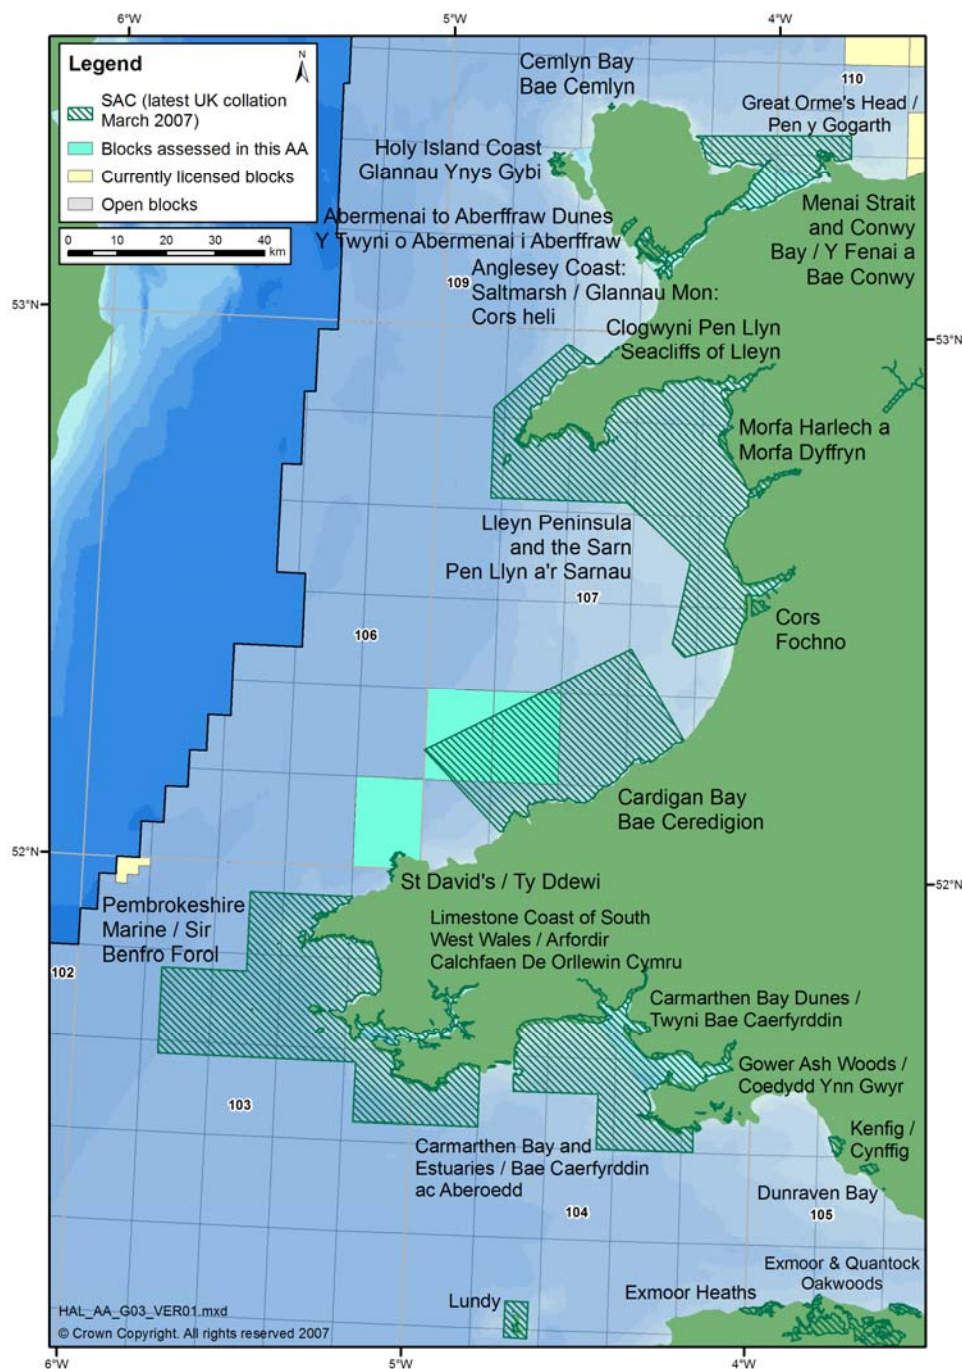 6°W
5°W
4°W
Legend
N
SAC (latest UK collation
March 2007)
Blocks assessed in this AA
Currently licensed blocks
Open blocks
0 10 20 30 40
km
Cemlyn Bay
Bae Cemlyn
110
Great Orme's Head /
Pen y Gogarth
Holy Island Coast
Glannau Ynys Gybi
Abermenai to Aberffraw Dunes
Y Twyni o Abermenai i Aberffraw
Menai Strait
and Conwy
Bay / Y Fenai a
Bae Conwy
109
Anglesey Coast:
Saltmarsh / Glannau Mon:
Cors heli
53°N
53°N
Clogwyni Pen Llyn
Seacliffs of Lleyn
Morfa Harlech a
Morfa Dyffryn
Lleyn Peninsula
and the Sarn
Pen Llyn a'r Sarnau
107
Cors
Fochno
106
Cardigan Bay
Bae Ceredigion
52°N
52°N
St David's / Ty Ddewi
Pembrokeshire
Marine / Sir
Benfro Forol
Limestone Coast of South
West Wales / Arfordir
Calchfaen De Orllewin Cymru
102
Carmarthen Bay Dunes /
Twyni Bae Caerfyrddin
Gower Ash Woods /
Coedydd Ynn Gwyr
103
Kenfig /
Cynffig
Carmarthen Bay and
Estuaries / Bae Caerfyrddin
ac Aberoedd
Dunraven Bay
104
105
Exmoor & Quantock
Oakwoods
Exmoor Heaths
Lundy
HAL_AA_G03_VER01.mxd
© Crown Copyright. All rights reserved 2007
6°W
5°W
4°W